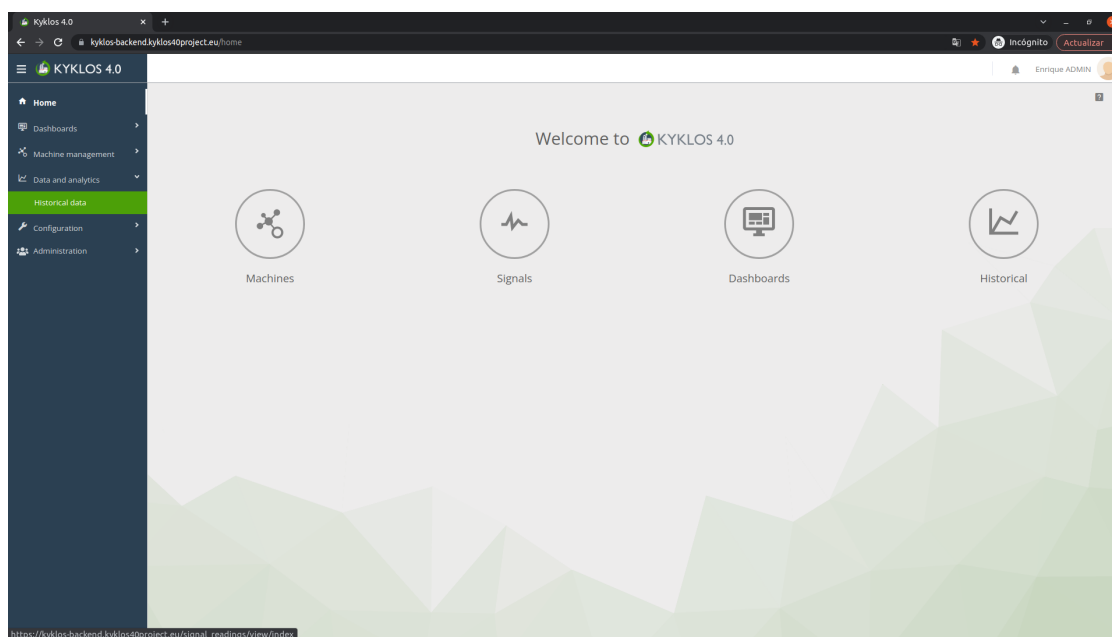 Kyklos 4.0
kyklos-backend.kyklos40project.eu/home
Incógnito
Actualizar
KYKLOS 4.0
Enrique ADMIN
Home
Dashboards
Machine management
Data and analytics
Historical data
Configuration
Administration
Welcome to KYKLOS 4.0
Machines
Signals
Dashboards
Historical
https://kyklos-backend.kyklos40project.eu/signal_readings/view/index